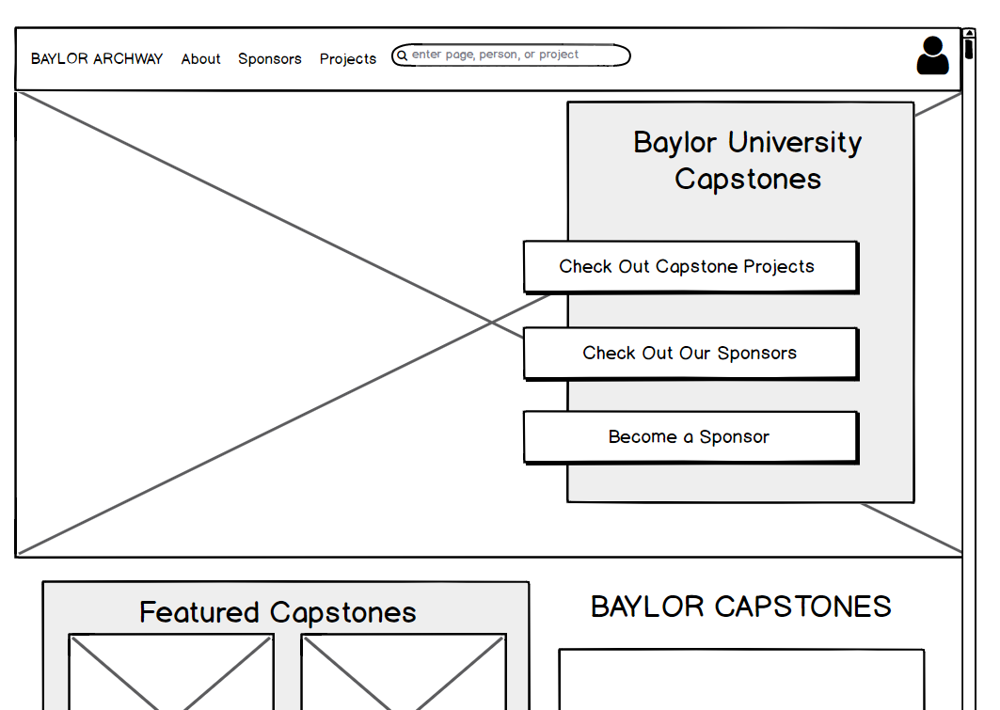 BAYLOR ARCHWAY About Sponsors Projects enter page, person, or project
Baylor University
Capstones
Check Out Capstone Projects
Check Out Our Sponsors
Become a Sponsor
Featured Capstones
BAYLOR CAPSTONES